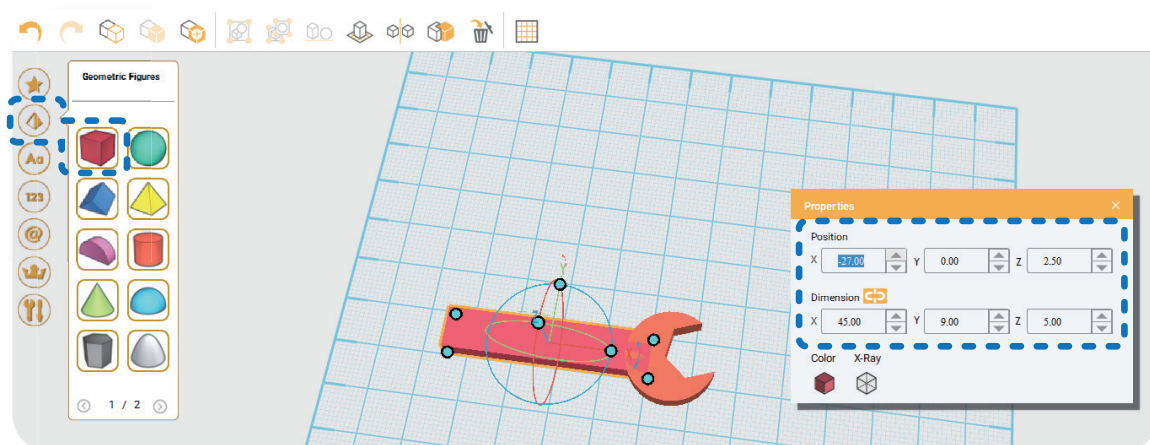 Geometric Figures
Aa
123
@
1 / 2
Properties
Position
X -27.00 Y 0.00 Z 2.50
Dimension
X 45.00 Y 9.00 Z 5.00
Color X-Ray
Y
Z